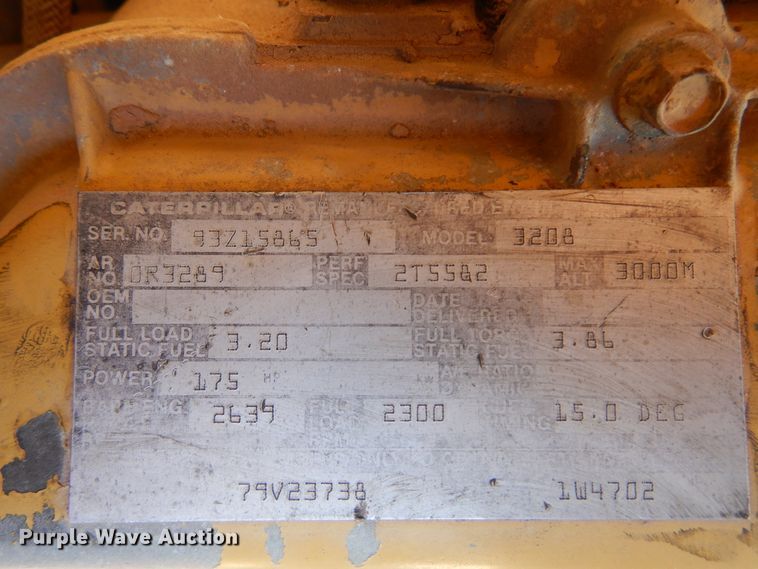 CATERPILLAR®
SER. NO. 93Z15865 MODEL 3208
AR NO. 0R3289 PERF SPEC 2T5582 MAX ALT 3000M
OEM NO. DATE DELIVERED
FULL LOAD STATIC FUEL 3.20 FULL STATIC 3.86
POWER 175 HP
2639 2300 15.0 DEG
79V23738 1W4702
Purple Wave Auction®